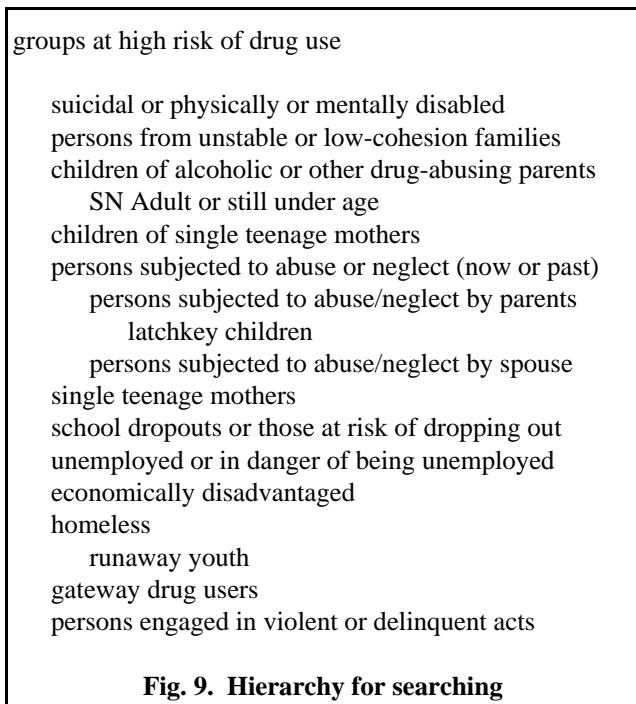 groups at high risk of drug use
suicidal or physically or mentally disabled
persons from unstable or low-cohesion families
children of alcoholic or other drug-abusing parents
SN Adult or still under age
children of single teenage mothers
persons subjected to abuse or neglect (now or past)
persons subjected to abuse/neglect by parents
latchkey children
persons subjected to abuse/neglect by spouse
single teenage mothers
school dropouts or those at risk of dropping out
unemployed or in danger of being unemployed
economically disadvantaged
homeless
runaway youth
gateway drug users
persons engaged in violent or delinquent acts
Fig. 9. Hierarchy for searching